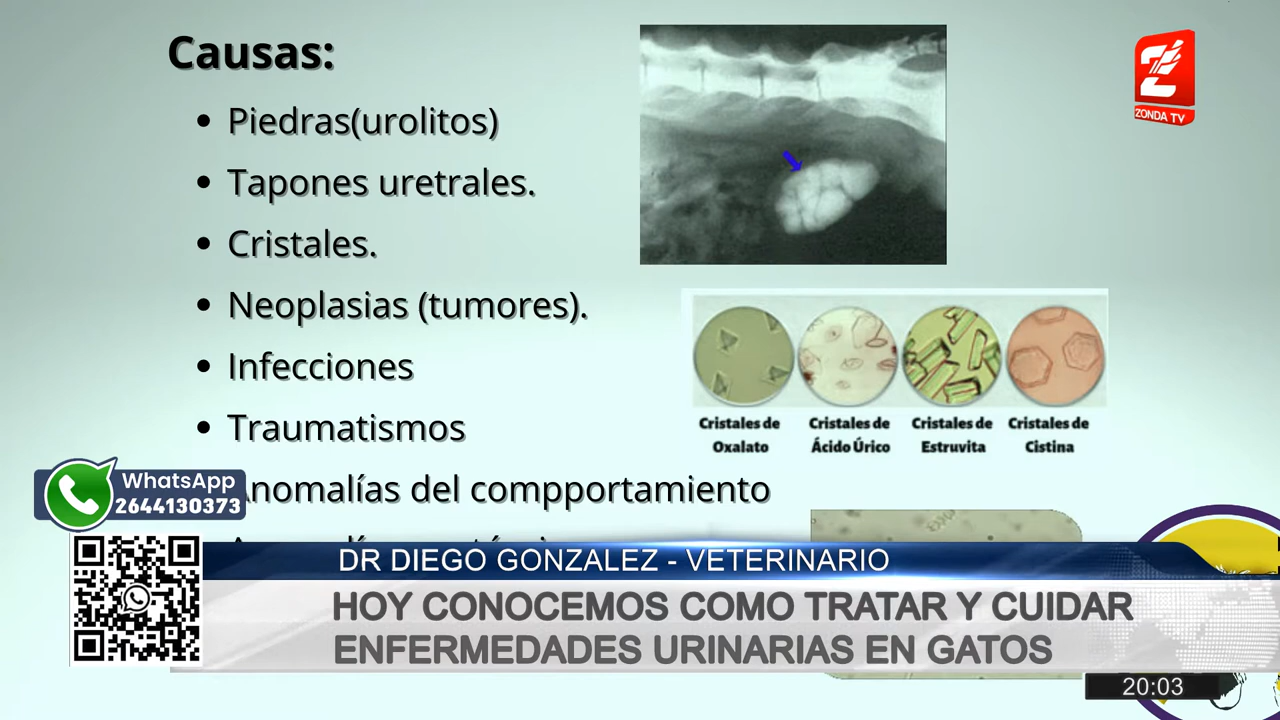 Causas:
Piedras(urolitos)
Tapones uretrales.
Cristales.
Neoplasias (tumores).
Infecciones
Traumatismos
Anomalías del compportamiento
ZONDA TV
Cristales de Oxalato
Cristales de Ácido Úrico
Cristales de Estruvita
Cristales de Cistina
WhatsApp
2644130373
DR DIEGO GONZALEZ - VETERINARIO
HOY CONOCEMOS COMO TRATAR Y CUIDAR
ENFERMEDADES URINARIAS EN GATOS
20:03